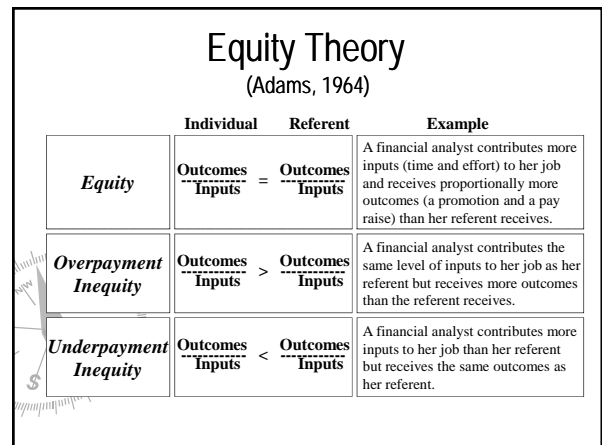 Equity Theory
(Adams, 1964)
Individual Referent Example
Equity
Outcomes = Outcomes
Inputs Inputs
A financial analyst contributes more
inputs (time and effort) to her job
and receives proportionally more
outcomes (a promotion and a pay
raise) than her referent receives.
Overpayment
Inequity
Outcomes > Outcomes
Inputs Inputs
A financial analyst contributes the
same level of inputs to her job as her
referent but receives more outcomes
than the referent receives.
Underpayment
Inequity
Outcomes < Outcomes
Inputs Inputs
A financial analyst contributes more
inputs to her job than her referent
but receives the same outcomes as
her referent.
NW
S